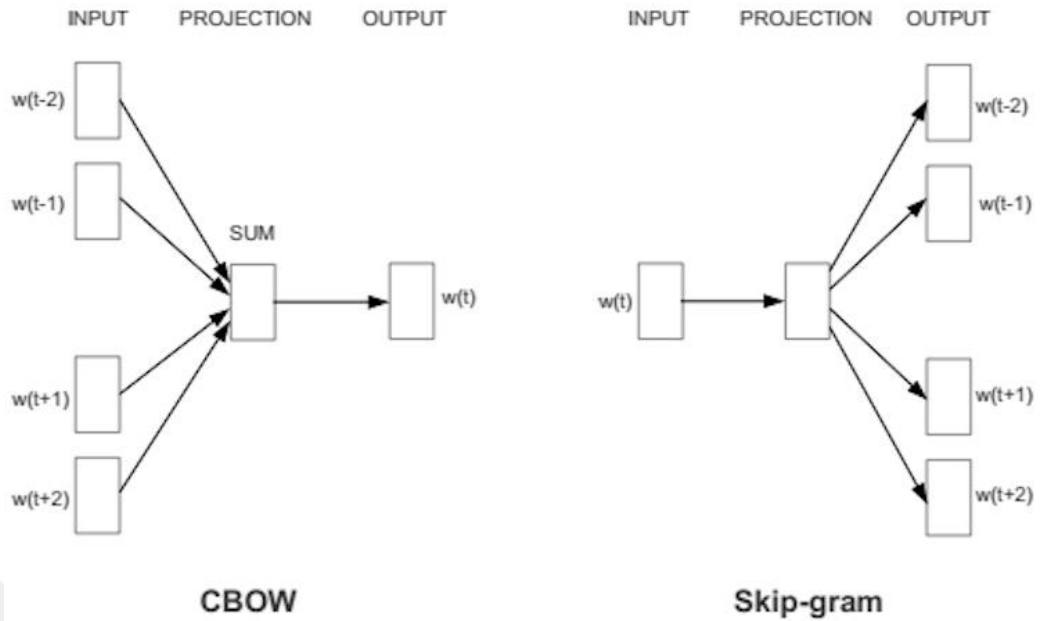 INPUT PROJECTION OUTPUT
w(t-2)
w(t-1)
SUM
w(t)
w(t+1)
w(t+2)
CBOW
INPUT PROJECTION OUTPUT
w(t-2)
w(t-1)
w(t)
w(t+1)
w(t+2)
Skip-gram